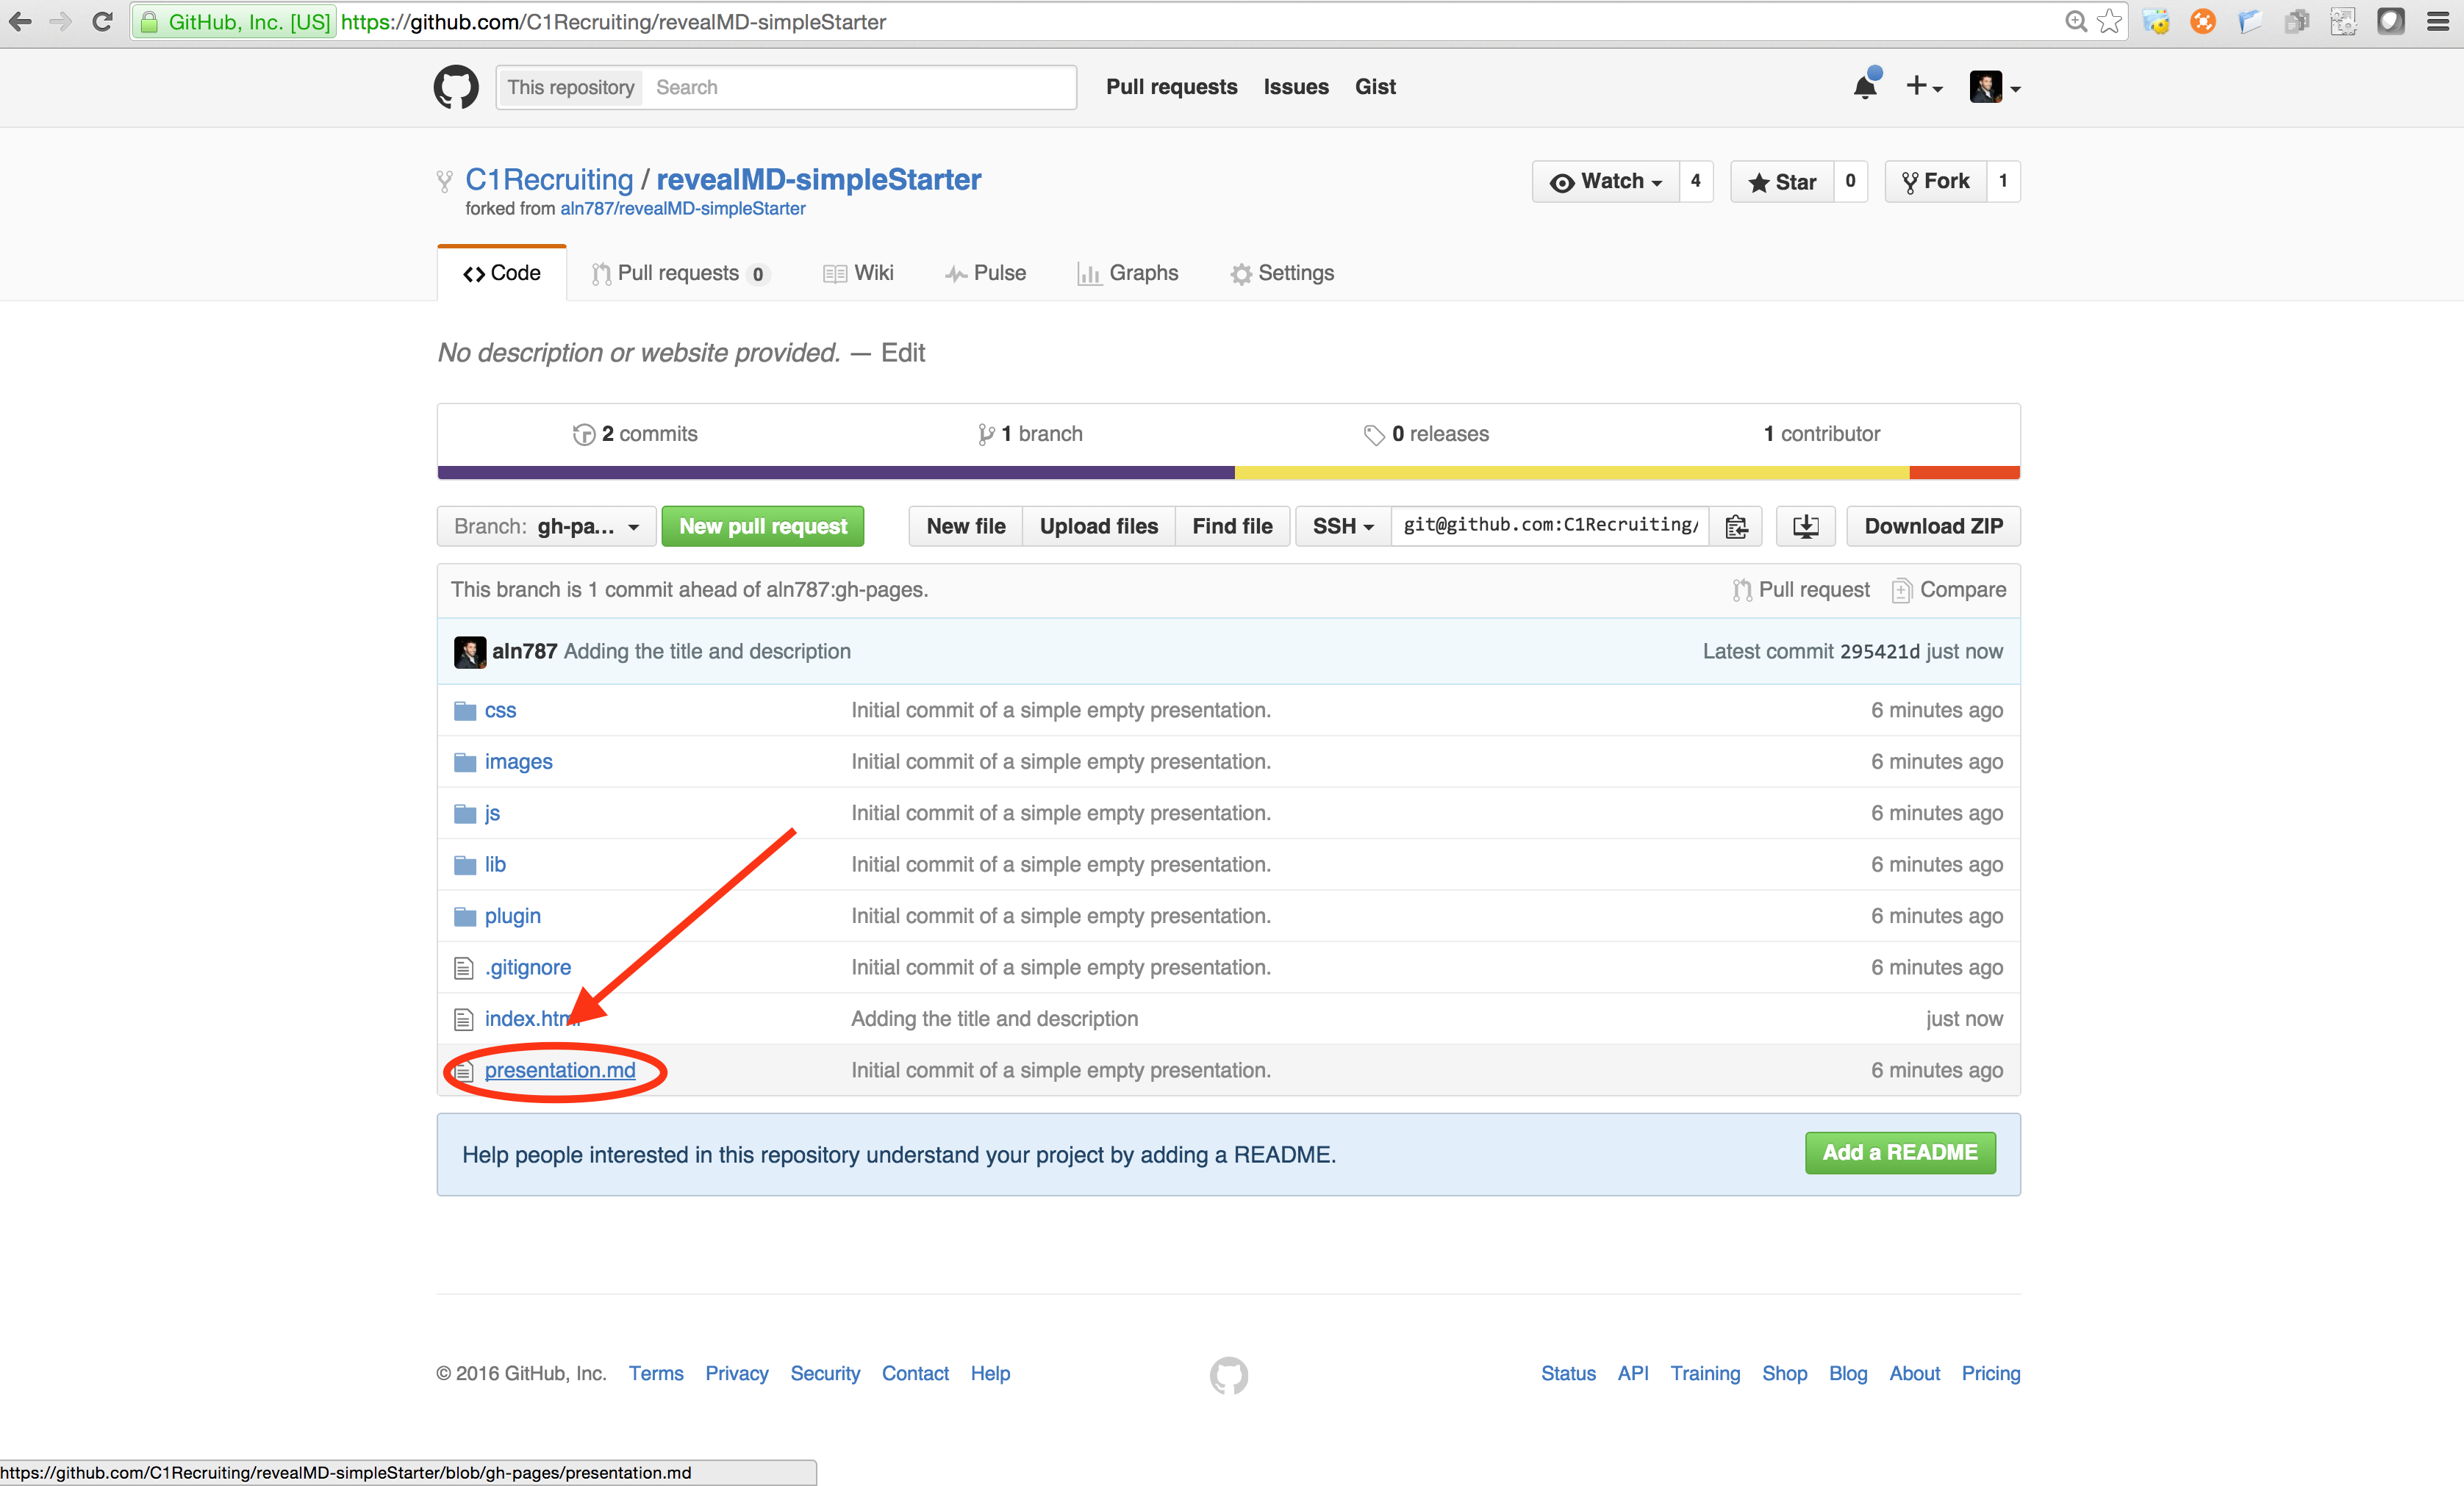 GitHub, Inc. [US] https://github.com/C1Recruiting/revealMD-simpleStarter
This repository Search Pull requests Issues Gist
C1Recruiting / revealMD-simpleStarter Watch 4 Star 0 Fork 1
forked from aln787/revealMD-simpleStarter
Code Pull requests 0 Wiki Pulse Graphs Settings
No description or website provided. — Edit
2 commits 1 branch 0 releases 1 contributor
Branch: gh-pa... New pull request New file Upload files Find file SSH git@github.com:C1Recruiting/ Download ZIP
This branch is 1 commit ahead of aln787:gh-pages. Pull request Compare
aln787 Adding the title and description Latest commit 295421d just now
css Initial commit of a simple empty presentation. 6 minutes ago
images Initial commit of a simple empty presentation. 6 minutes ago
js Initial commit of a simple empty presentation. 6 minutes ago
lib Initial commit of a simple empty presentation. 6 minutes ago
plugin Initial commit of a simple empty presentation. 6 minutes ago
.gitignore Initial commit of a simple empty presentation. 6 minutes ago
index.html Adding the title and description just now
presentation.md Initial commit of a simple empty presentation. 6 minutes ago
Help people interested in this repository understand your project by adding a README. Add a README
© 2016 GitHub, Inc. Terms Privacy Security Contact Help Status API Training Shop Blog About Pricing
https://github.com/C1Recruiting/revealMD-simpleStarter/blob/gh-pages/presentation.md